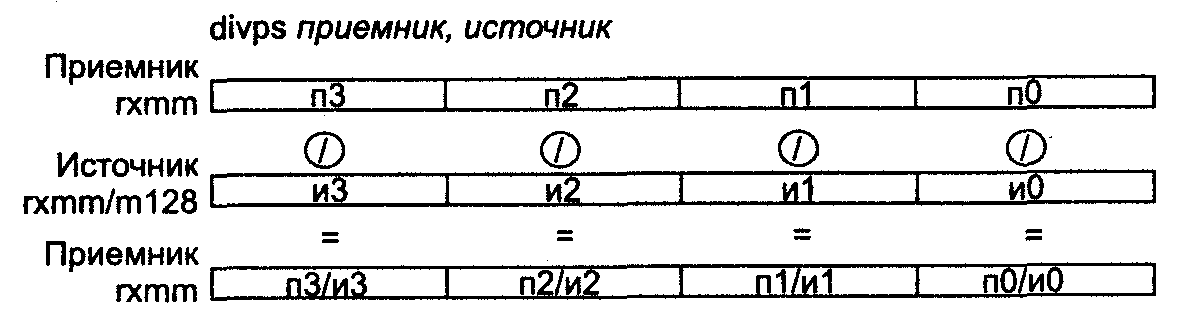 divps приемник, источник
Приемник
rxmm п3 п2 п1 п0
/ / / /
Источник
rxmm/m128 и3 и2 и1 и0
= = = =
Приемник
rxmm п3/и3 п2/и2 п1/и1 п0/и0